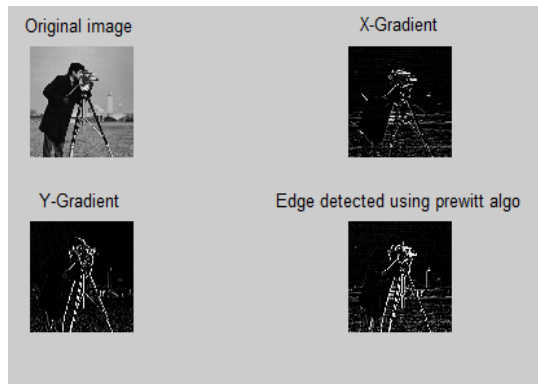 Original image
X-Gradient
Y-Gradient
Edge detected using prewitt algo